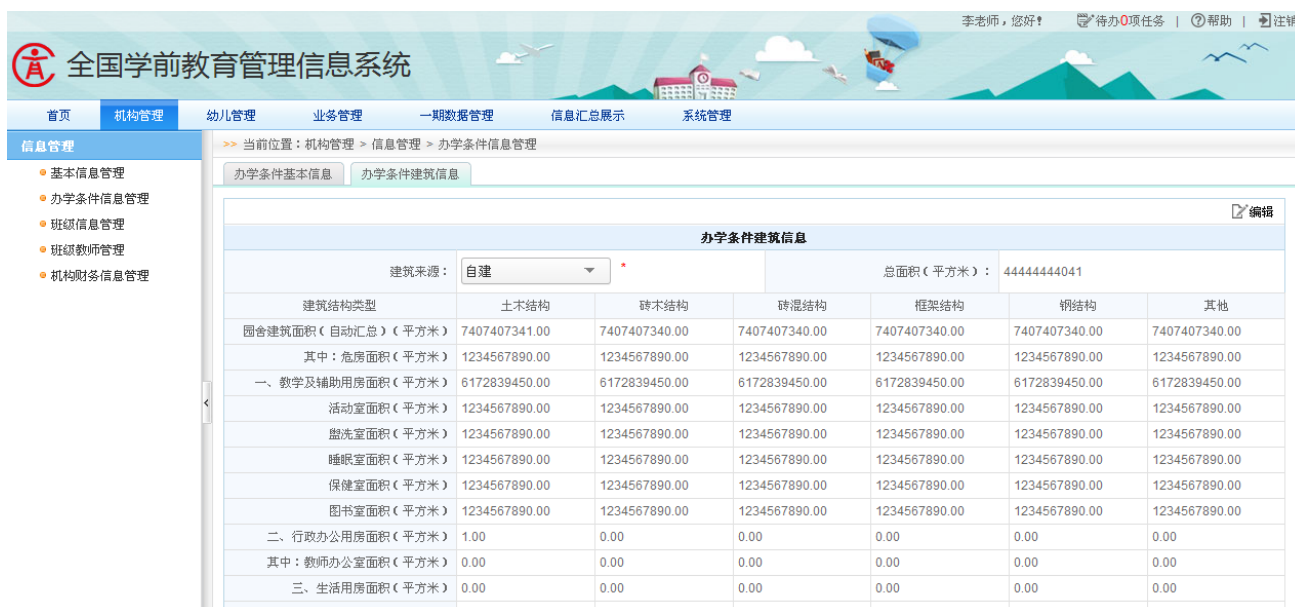 李老师，您好！ 待办0项任务 | 帮助 | 注销
全国学前教育管理信息系统
首页 机构管理 幼儿管理 业务管理 一期数据管理 信息汇总展示 系统管理
信息管理
基本信息管理
办学条件信息管理
班级信息管理
班级教师管理
机构财务信息管理
>> 当前位置：机构管理 > 信息管理 > 办学条件信息管理
办学条件基本信息 办学条件建筑信息
编辑
办学条件建筑信息
建筑来源： 自建 * 总面积（平方米）： 44444444041
建筑结构类型 土木结构 砖木结构 砖混结构 框架结构 钢结构 其他
园舍建筑面积（自动汇总）（平方米） 7407407341.00 7407407340.00 7407407340.00 7407407340.00 7407407340.00 7407407340.00
其中：危房面积（平方米） 1234567890.00 1234567890.00 1234567890.00 1234567890.00 1234567890.00 1234567890.00
一、教学及辅助用房面积（平方米） 6172839450.00 6172839450.00 6172839450.00 6172839450.00 6172839450.00 6172839450.00
活动室面积（平方米） 1234567890.00 1234567890.00 1234567890.00 1234567890.00 1234567890.00 1234567890.00
盥洗室面积（平方米） 1234567890.00 1234567890.00 1234567890.00 1234567890.00 1234567890.00 1234567890.00
睡眠室面积（平方米） 1234567890.00 1234567890.00 1234567890.00 1234567890.00 1234567890.00 1234567890.00
保健室面积（平方米） 1234567890.00 1234567890.00 1234567890.00 1234567890.00 1234567890.00 1234567890.00
图书室面积（平方米） 1234567890.00 1234567890.00 1234567890.00 1234567890.00 1234567890.00 1234567890.00
二、行政办公用房面积（平方米） 1.00 0.00 0.00 0.00 0.00 0.00
其中：教师办公室面积（平方米） 0.00 0.00 0.00 0.00 0.00 0.00
三、生活用房面积（平方米） 0.00 0.00 0.00 0.00 0.00 0.00